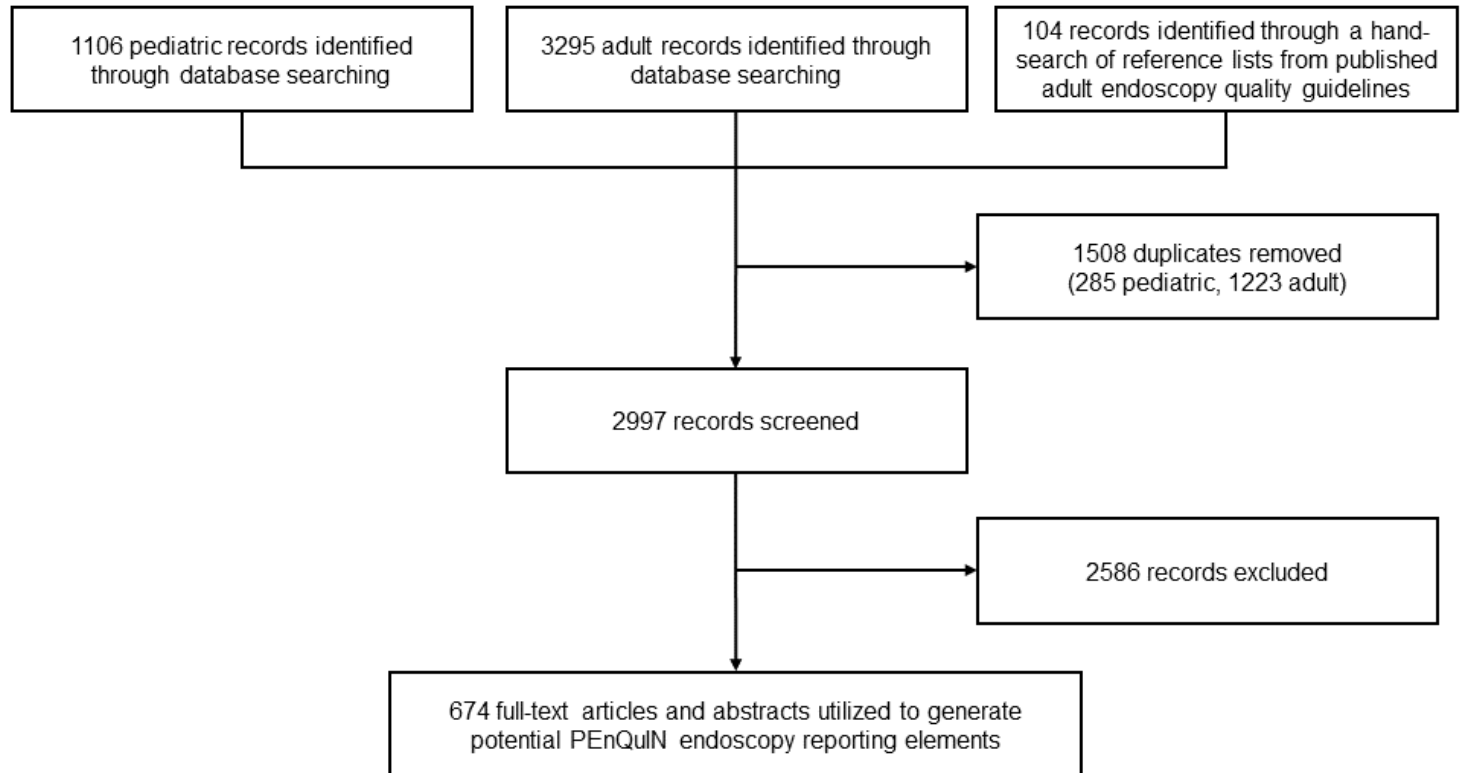 1106 pediatric records identified
through database searching
3295 adult records identified through
database searching
104 records identified through a hand-
search of reference lists from published
adult endoscopy quality guidelines
1508 duplicates removed
(285 pediatric, 1223 adult)
2997 records screened
2586 records excluded
674 full-text articles and abstracts utilized to generate
potential PEnQuIN endoscopy reporting elements